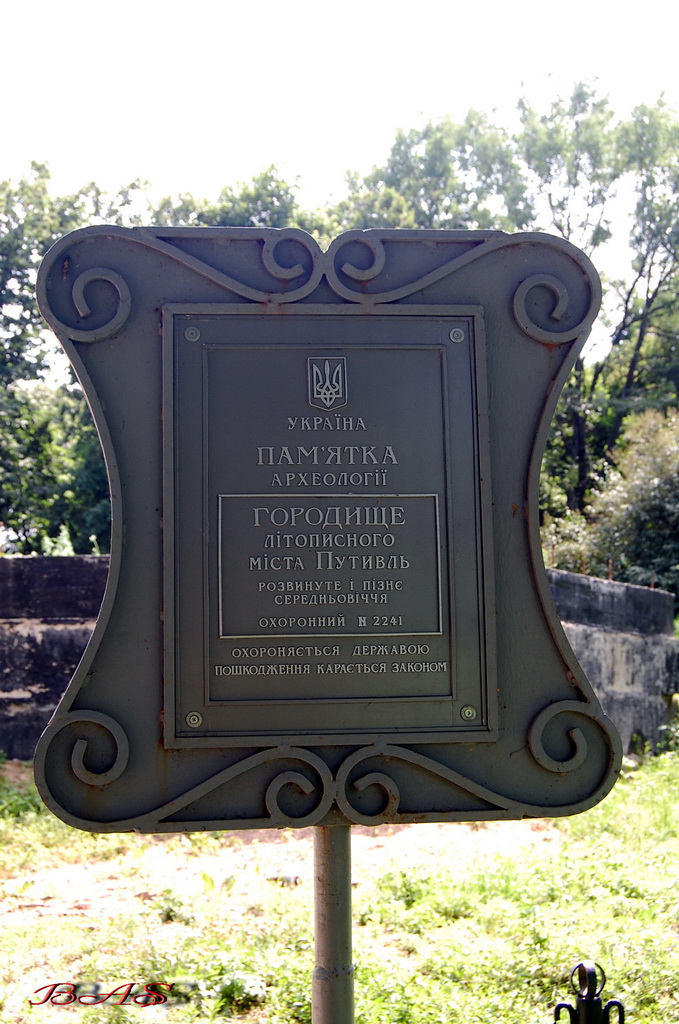 УКРАЇНА
ПАМ'ЯТКА
АРХЕОЛОГІЇ
ГОРОДИЩЕ
ЛІТОПИСНОГО
МІСТА ПУТИВЛЬ
РОЗВИНУТЕ І ПІЗНЄ
СЕРЕДНЬОВІЧЧЯ
ОХОРОННИЙ N 2241
ОХОРОНЯЄТЬСЯ ДЕРЖАВОЮ
ПОШКОДЖЕННЯ КАРАЄТЬСЯ ЗАКОНОМ
BAS